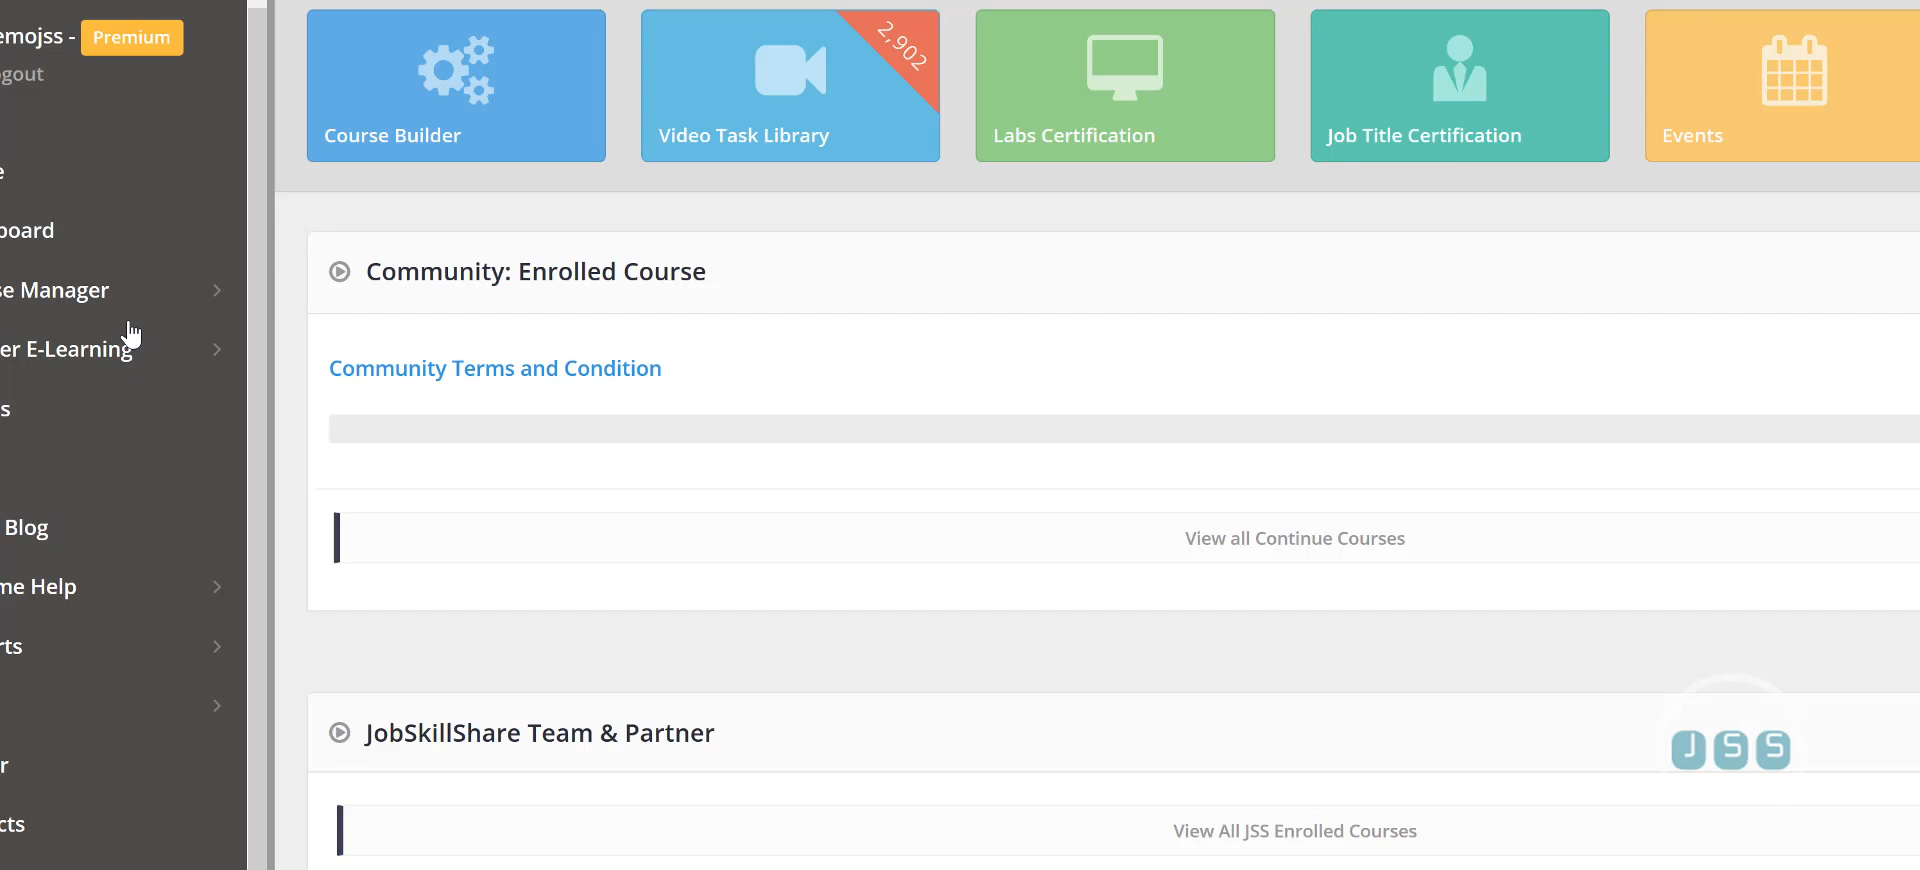 emojss - Premium
gout
e
board
se Manager
er E-Learning
s
Blog
me Help
rts
r
cts
Course Builder
Video Task Library
2,902
Labs Certification
Job Title Certification
Events
Community: Enrolled Course
Community Terms and Condition
View all Continue Courses
JobSkillShare Team & Partner
JSS
View All JSS Enrolled Courses